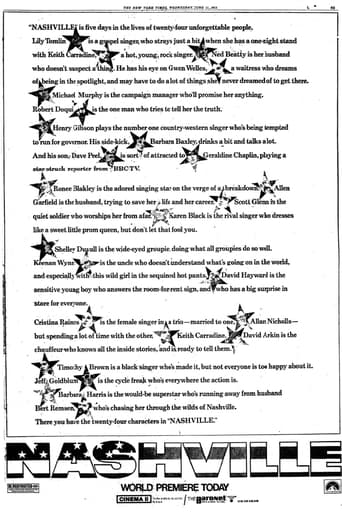 THE NEW YORK TIMES, WEDNESDAY, JUNE 11, 1975
L
"NASHVILLE" is five days in the lives of twenty-four unforgettable people.
Lily Tomlin is a gospel singer who strays just a bit when she has a one-night stand
with Keith Carradine, a hot, young, rock singer. Ned Beatty is her husband
who doesn't suspect a thing. He has his eye on Gwen Welles, a waitress who dreams
of being in the spotlight, and may have to do a lot of things she never dreamed of to get there.
Michael Murphy is the campaign manager who'll promise her anything.
Robert Doqui is the one man who tries to tell her the truth.
Henry Gibson plays the number one country-western singer who's being tempted
to run for governor. His side-kick, Barbara Baxley, drinks a bit and talks a lot.
And his son, Dave Peel, is sort of attracted to Geraldine Chaplin, playing a
star struck reporter from BBC TV.
Ronee Blakley is the adored singing star on the verge of a breakdown. Allen
Garfield is the husband, trying to save her life and her career. Scott Glenn is the
quiet soldier who worships her from afar. Karen Black is the rival singer who dresses
like a sweet little prom queen, but don't let that fool you.
Shelley Duvall is the wide-eyed groupie doing what all groupies do so well.
Keenan Wynn is the uncle who doesn't understand what's going on in the world,
and especially with this wild girl in the sequined hot pants. David Hayward is the
sensitive young boy who answers the room-for-rent sign, and who has a big surprise in
store for everyone.
Cristina Raines is the female singer in a trio—married to one, Allan Nicholls—
but spending a lot of time with the other, Keith Carradine. David Arkin is the
chauffeur who knows all the inside stories, and is ready to tell them.
Timothy Brown is a black singer who's made it, but not everyone is too happy about it.
Jeff Goldblum is the cycle freak who's everywhere the action is.
Barbara Harris is the would-be superstar who's running away from husband
Bert Remsen, who's chasing her through the wilds of Nashville.
There you have the twenty-four characters in "NASHVILLE."
NASHVILLE
WORLD PREMIERE TODAY
CINEMA II
THE Baronet